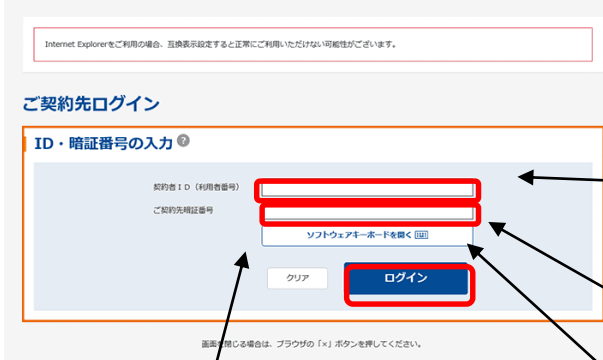 Internet Explorerをご利用の場合、互換表示設定すると正常にご利用いただけない可能性がございます。
ご契約先ログイン
ID・暗証番号の入力 ?
契約者ＩＤ（利用者番号）
ご契約先暗証番号
ソフトウェアキーボードを開く
クリア ログイン
画面を閉じる場合は、ブラウザの「×」ボタンを押してください。